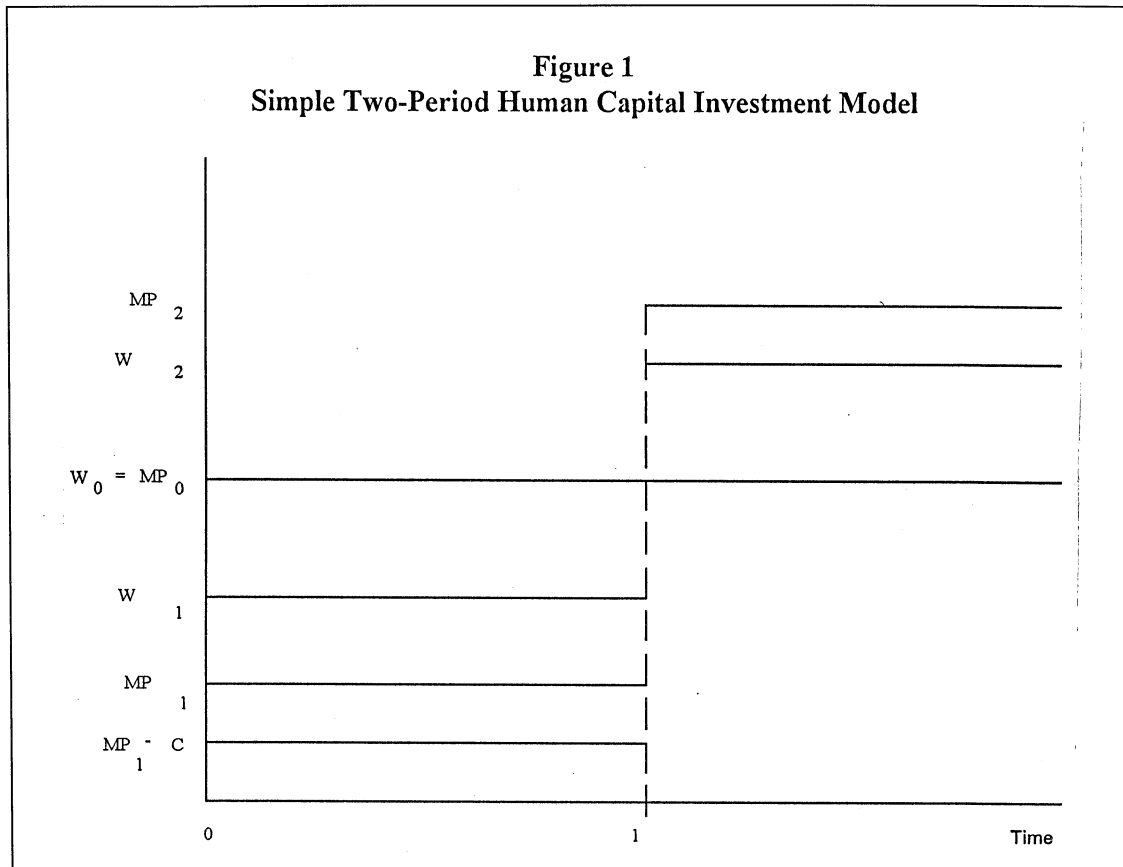 Figure 1
Simple Two-Period Human Capital Investment Model
MP 2
W 2
W 0 = MP 0
W 1
MP 1
MP 1 - C
0 1 Time